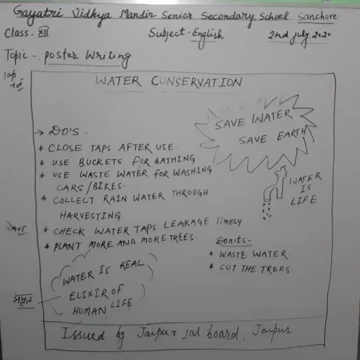 Gayatri Vidhya Mandir Senior Secondary School Sanchore
Class - XII Subject - English 2nd July 2020
Topic - poster Writing
WATER CONSERVATION
SAVE WATER
SAVE EARTH
→ DO'S
* CLOSE TAPS AFTER USE.
* USE BUCKETS FOR BATHING
* USE WASTE WATER FOR WASHING
CARS/BIKES.
* COLLECT RAIN WATER THROUGH
HARVESTING
* CHECK WATER TAPS LEAKAGE Timely
* PLANT MORE AND MORE TREES.
WATER
IS
LIFE
Donts:-
* WASTE WATER
* CUT THE TREES.
WATER IS REAL
ELIXIR OF
HUMAN LIFE
Issued by Jaipur jal board, Jaipur